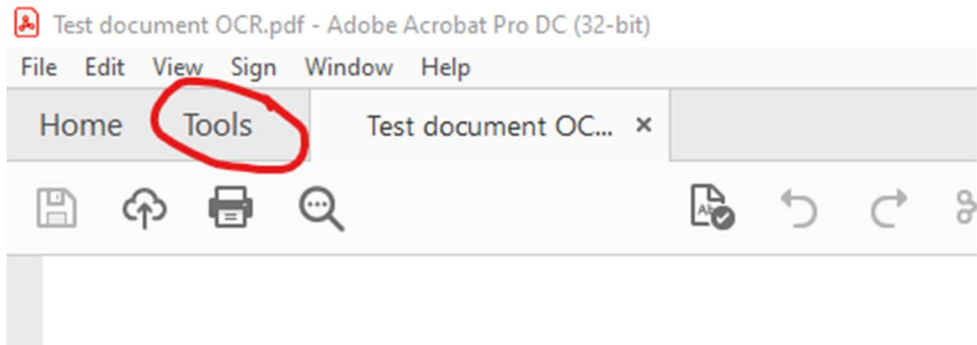 Test document OCR.pdf - Adobe Acrobat Pro DC (32-bit)
File Edit View Sign Window Help
Home Tools Test document OC... ×